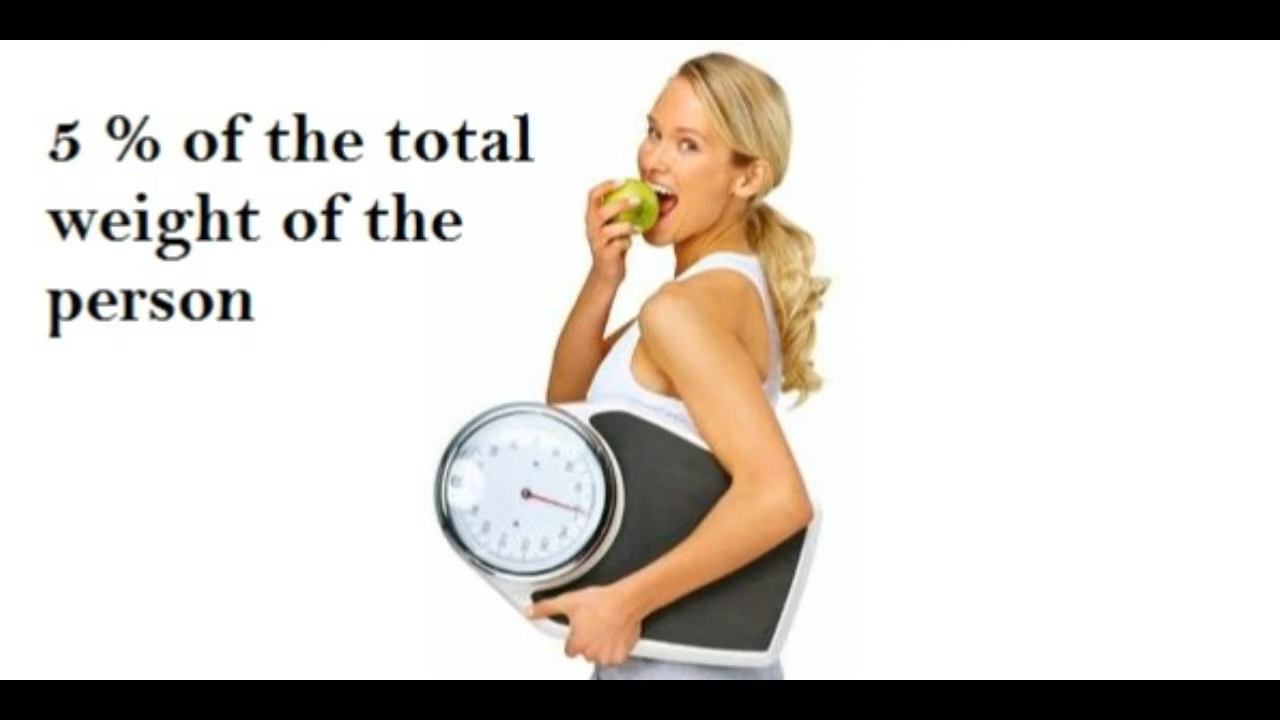 5 % of the total
weight of the
person